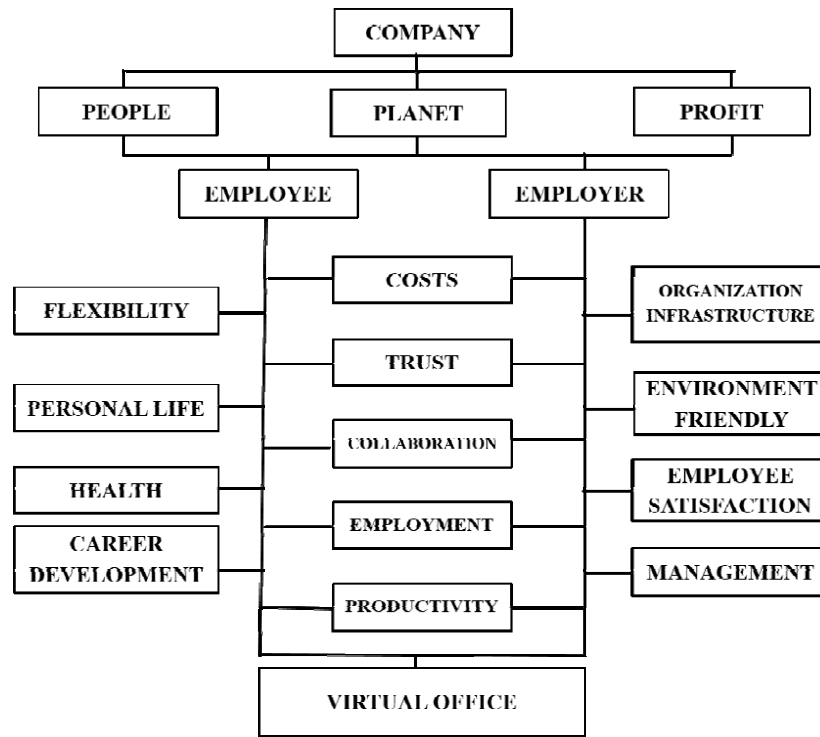 COMPANY
PEOPLE
PLANET
PROFIT
EMPLOYEE
EMPLOYER
COSTS
FLEXIBILITY
ORGANIZATION
INFRASTRUCTURE
TRUST
PERSONAL LIFE
ENVIRONMENT
FRIENDLY
COLLABORATION
HEALTH
EMPLOYEE
SATISFACTION
EMPLOYMENT
CAREER
DEVELOPMENT
MANAGEMENT
PRODUCTIVITY
VIRTUAL OFFICE